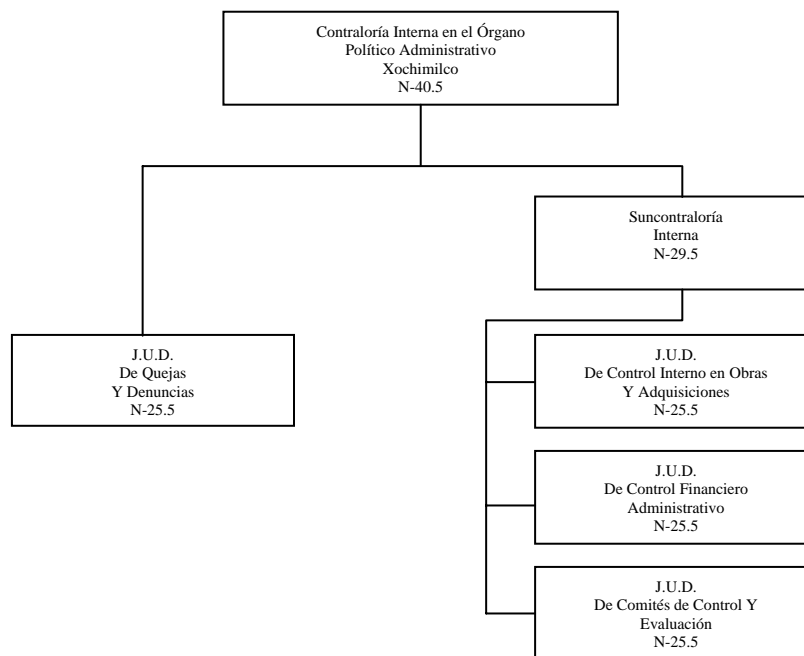 Contraloría Interna en el Órgano
Político Administrativo
Xochimilco
N-40.5
Suncontraloría
Interna
N-29.5
J.U.D.
De Quejas
Y Denuncias
N-25.5
J.U.D.
De Control Interno en Obras
Y Adquisiciones
N-25.5
J.U.D.
De Control Financiero
Administrativo
N-25.5
J.U.D.
De Comités de Control Y
Evaluación
N-25.5